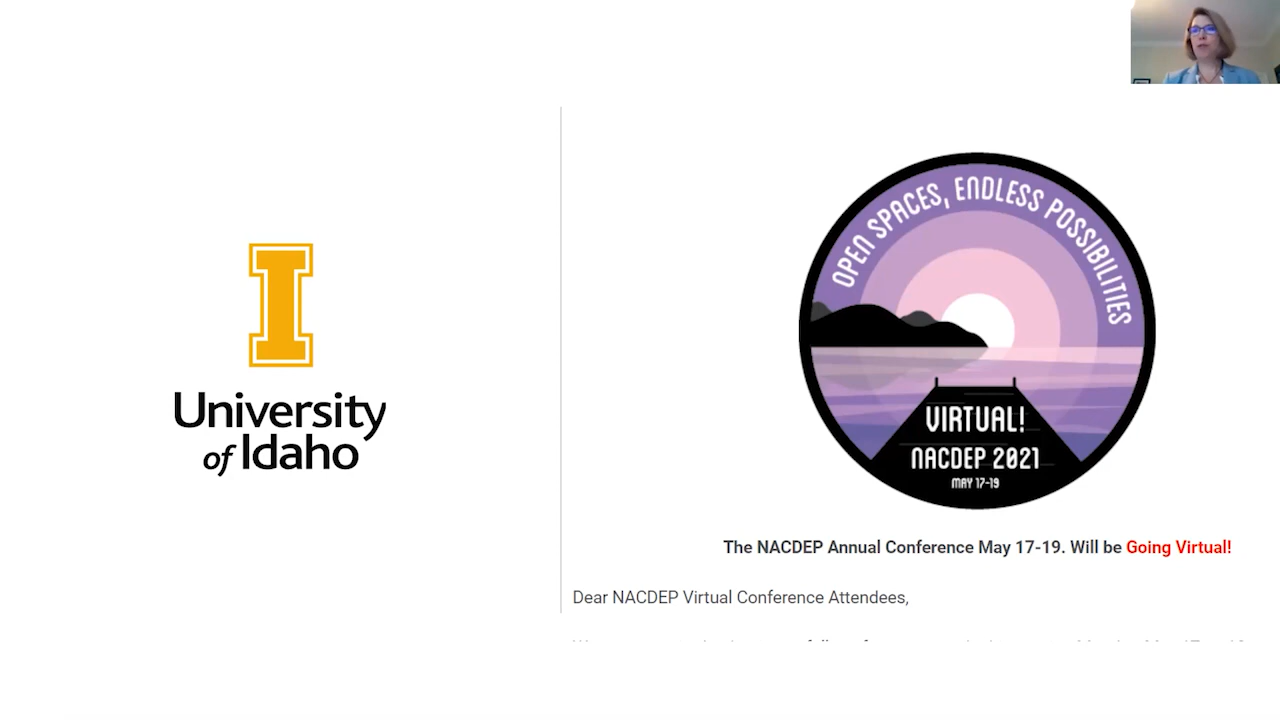 I
University
of Idaho
OPEN SPACES, ENDLESS POSSIBILITIES
VIRTUAL!
NACDEP 2021
MAY 17-19
The NACDEP Annual Conference May 17-19. Will be Going Virtual!
Dear NACDEP Virtual Conference Attendees,